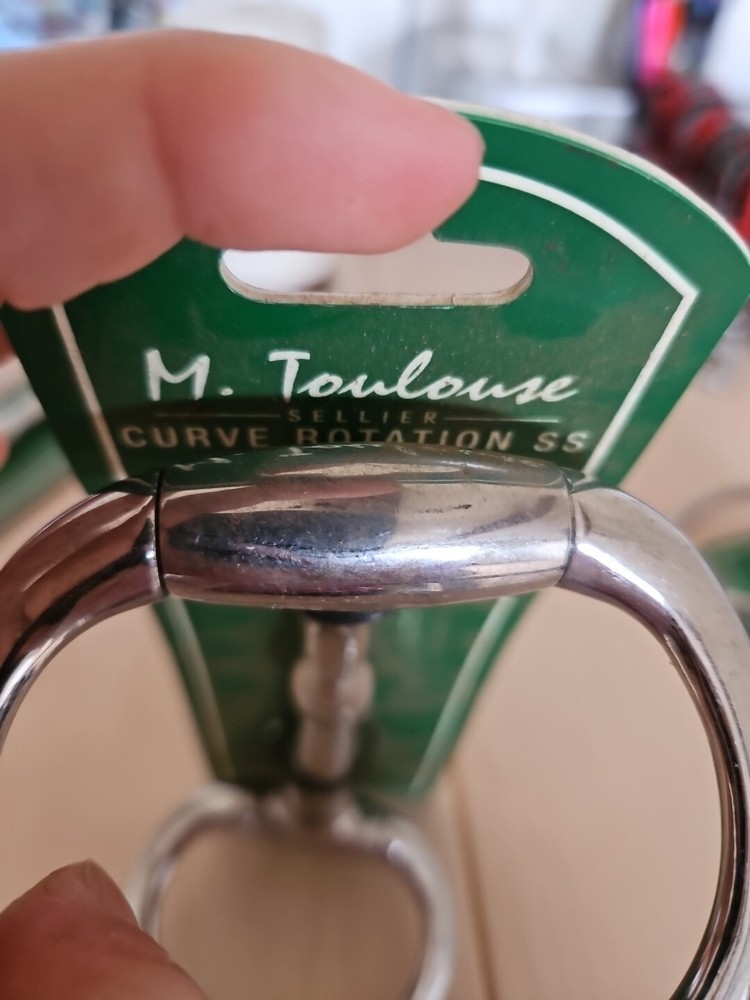 M. Toulouse
SELLIER
CURVE ROTATION SS